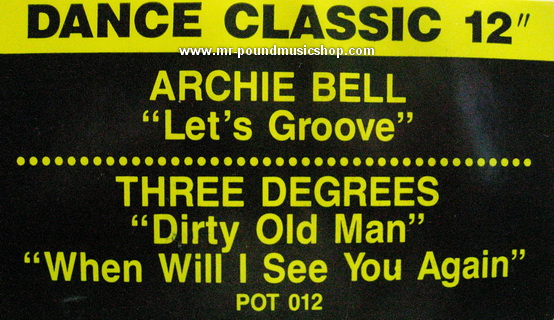 DANCE CLASSIC 12"
www.mr-poundmusicshop.com
ARCHIE BELL
“Let's Groove”
THREE DEGREES
“Dirty Old Man”
“When Will I See You Again”
POT 012